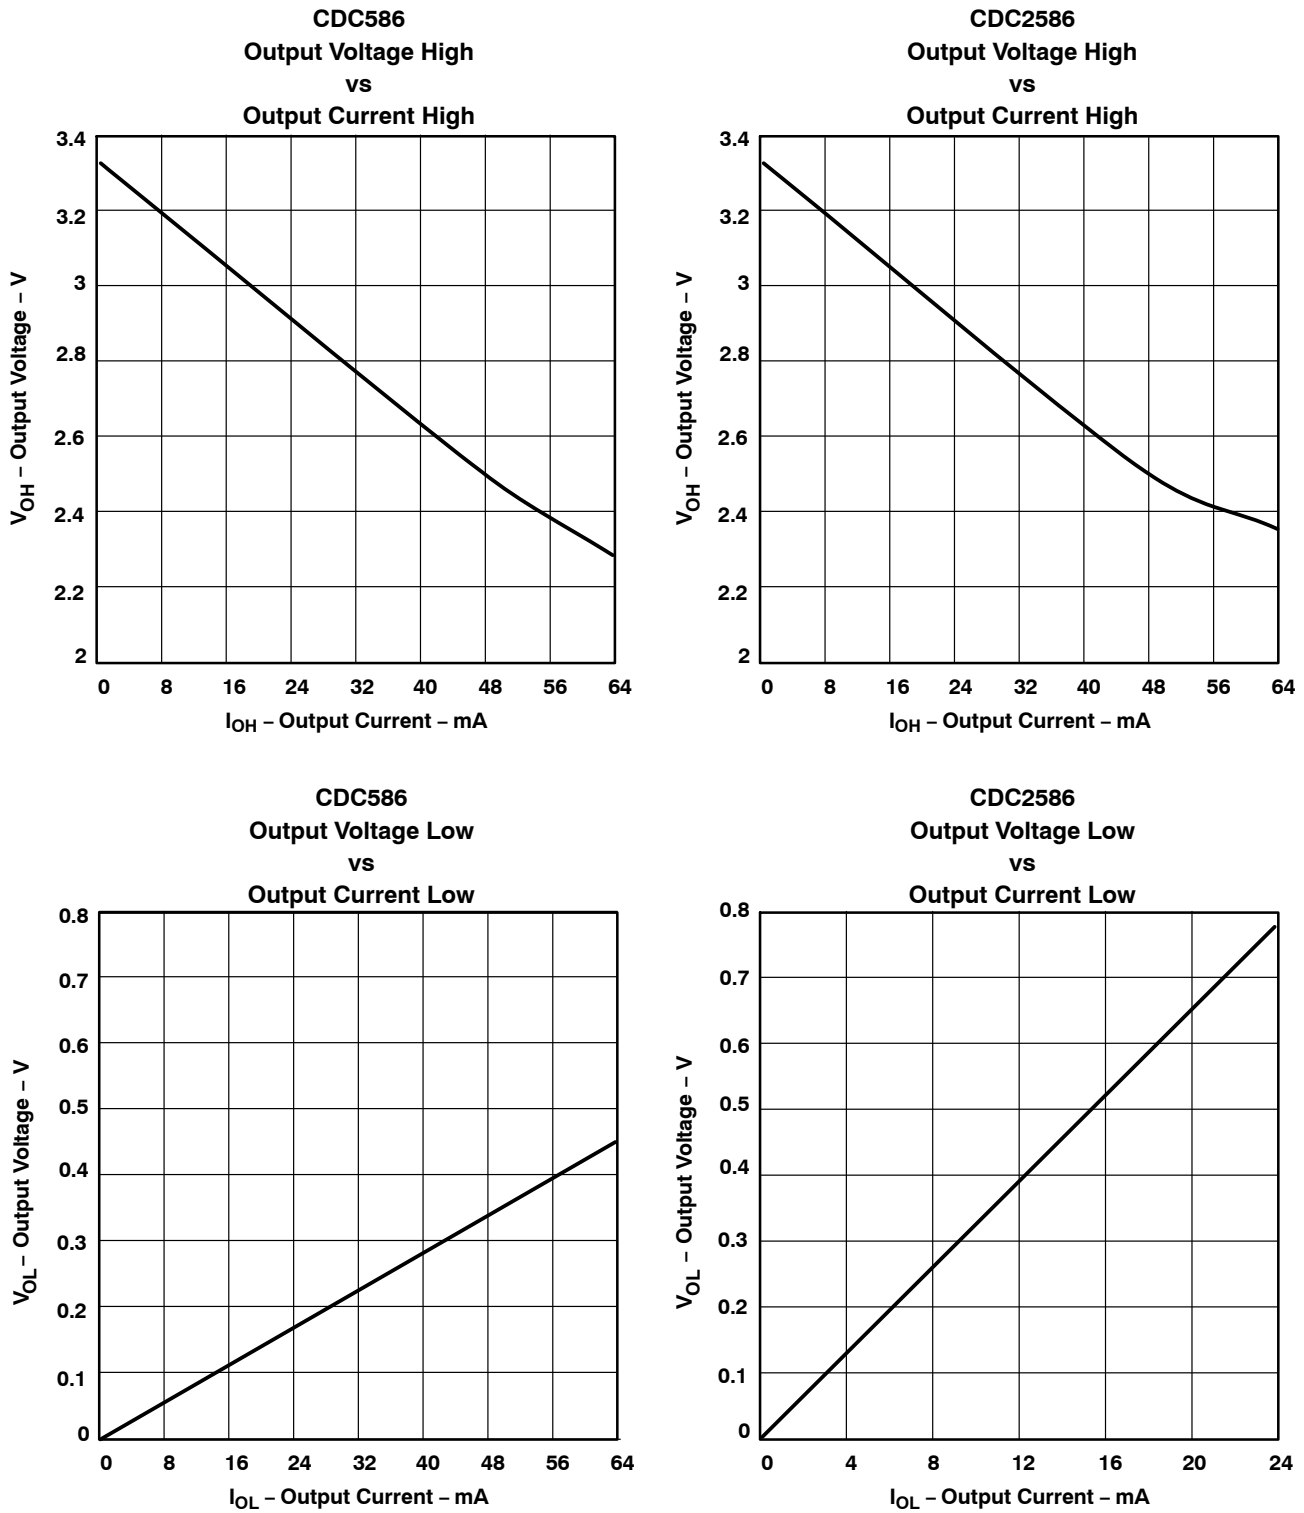 CDC586
Output Voltage High
vs
Output Current High
3.4
3.2
3
2.8
2.6
2.4
2.2
2
0 8 16 24 32 40 48 56 64
VOH – Output Voltage – V
IOH – Output Current – mA
CDC2586
Output Voltage High
vs
Output Current High
3.4
3.2
3
2.8
2.6
2.4
2.2
2
0 8 16 24 32 40 48 56 64
VOH – Output Voltage – V
IOH – Output Current – mA
CDC586
Output Voltage Low
vs
Output Current Low
0.8
0.7
0.6
0.5
0.4
0.3
0.2
0.1
0
0 8 16 24 32 40 48 56 64
VOL – Output Voltage – V
IOL – Output Current – mA
CDC2586
Output Voltage Low
vs
Output Current Low
0.8
0.7
0.6
0.5
0.4
0.3
0.2
0.1
0
0 4 8 12 16 20 24
VOL – Output Voltage – V
IOL – Output Current – mA